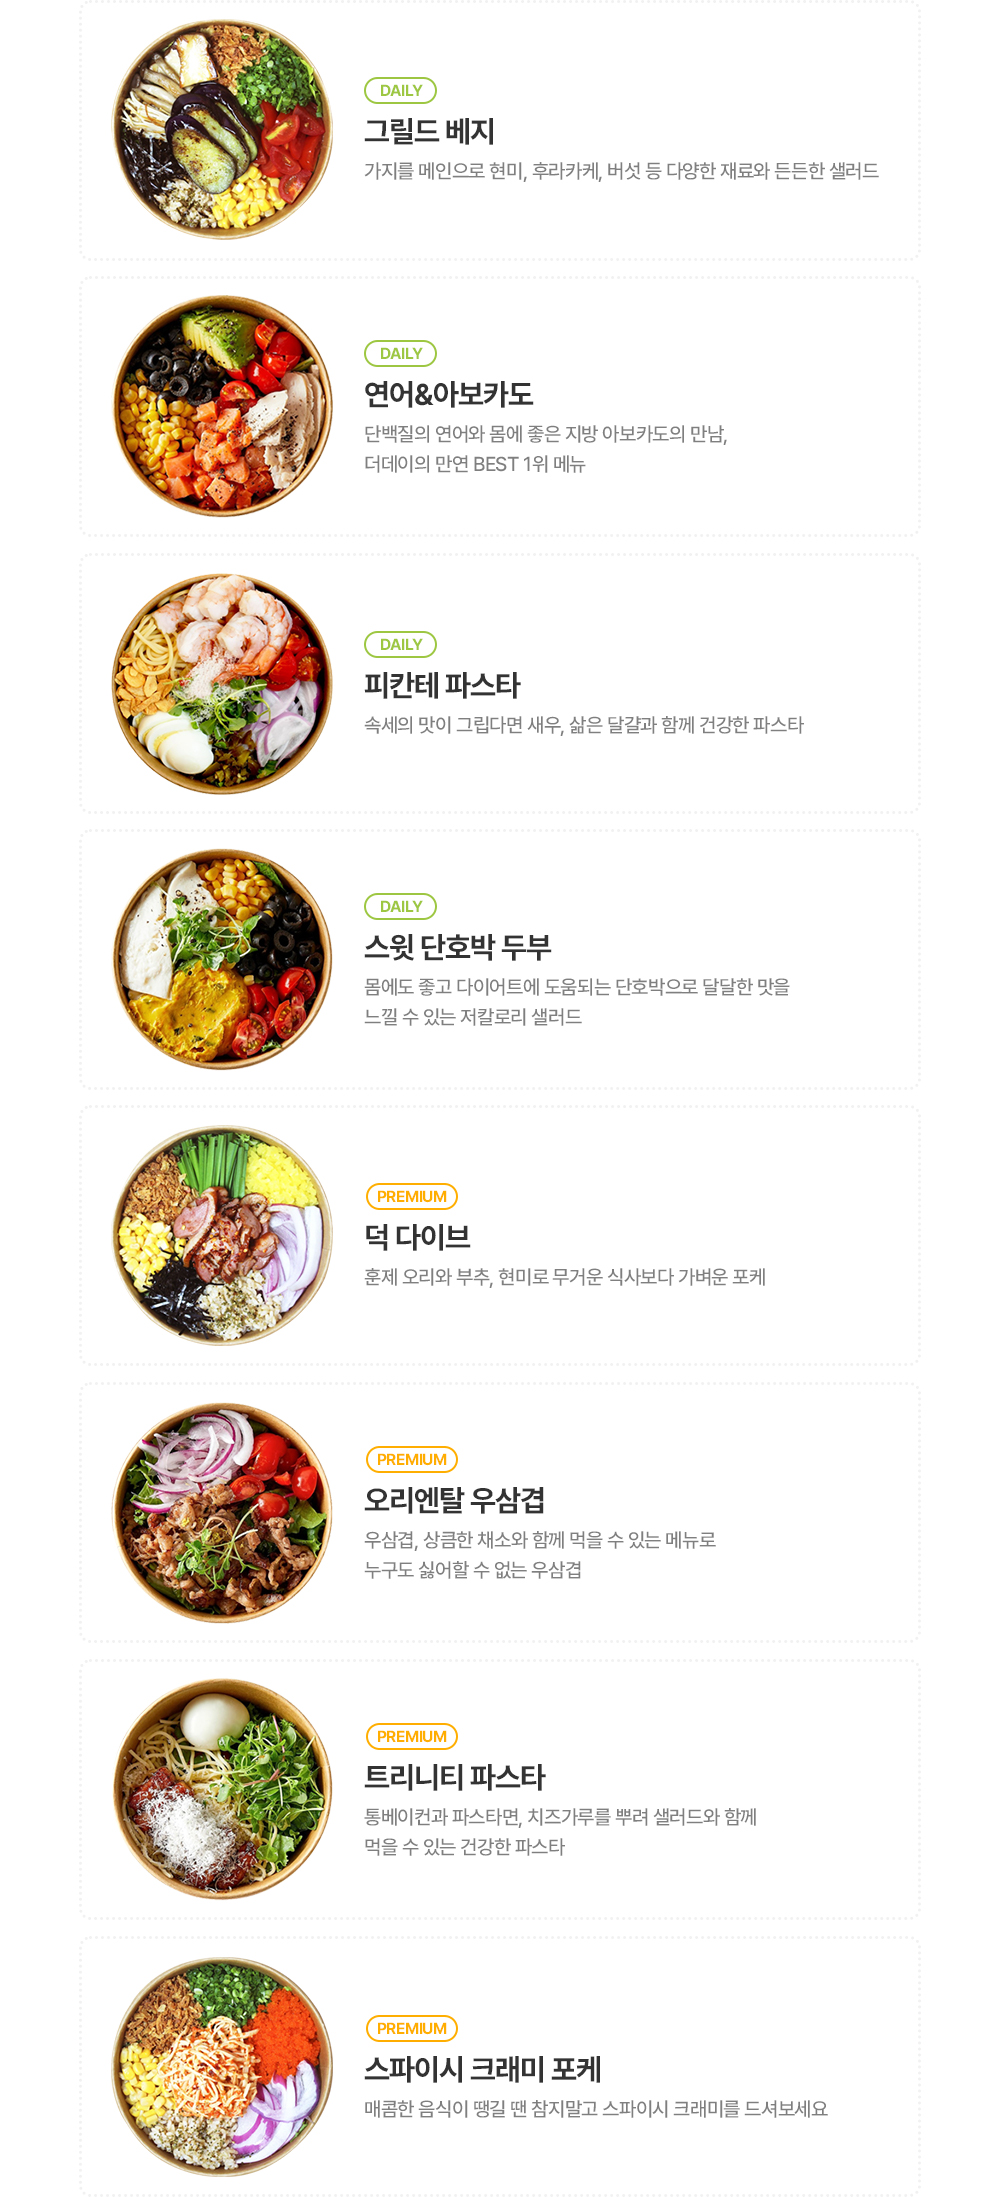 DAILY
그릴드 베지
가지를 메인으로 현미, 후라카케, 버섯 등 다양한 재료와 든든한 샐러드
DAILY
연어&아보카도
단백질의 연어와 몸에 좋은 지방 아보카도의 만남,
더데이의 만연 BEST 1위 메뉴
DAILY
피칸테 파스타
속세의 맛이 그립다면 새우, 삶은 달걀과 함께 건강한 파스타
DAILY
스윗 단호박 두부
몸에도 좋고 다이어트에 도움되는 단호박으로 달달한 맛을
느낄 수 있는 저칼로리 샐러드
PREMIUM
덕 다이브
훈제 오리와 부추, 현미로 무거운 식사보다 가벼운 포케
PREMIUM
오리엔탈 우삼겹
우삼겹, 상큼한 채소와 함께 먹을 수 있는 메뉴로
누구도 싫어할 수 없는 우삼겹
PREMIUM
트리니티 파스타
통베이컨과 파스타면, 치즈가루를 뿌려 샐러드와 함께
먹을 수 있는 건강한 파스타
PREMIUM
스파이시 크래미 포케
매콤한 음식이 땡길 땐 참지말고 스파이시 크래미를 드셔보세요